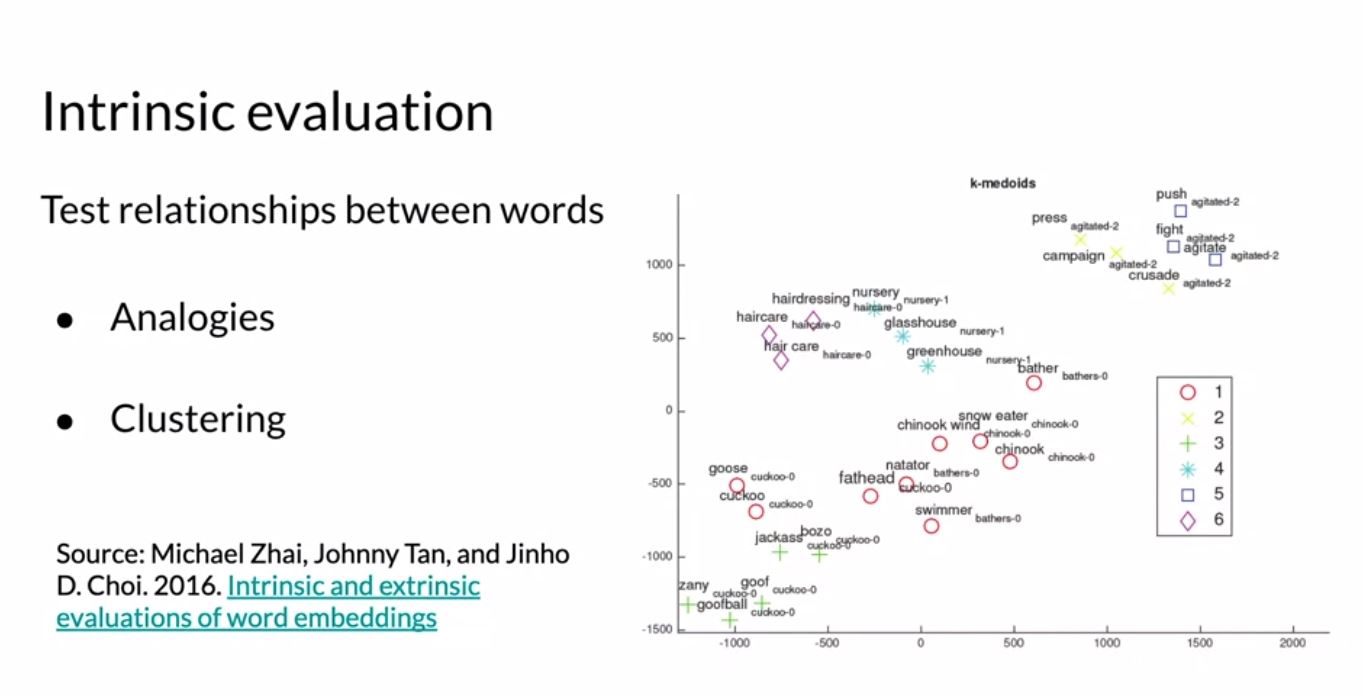 Intrinsic evaluation
Test relationships between words
● Analogies
● Clustering
Source: Michael Zhai, Johnny Tan, and Jinho
D. Choi. 2016. Intrinsic and extrinsic
evaluations of word embeddings
k-medoids
push agitated-2
press agitated-2
fight agitated-2
campaign agitated-2
agitate agitated-2
crusade agitated-2
1000
hairdressing haircare-0
nursery nursery-1
haircare haircare-0
glasshouse nursery-1
500
hair care haircare-0
greenhouse nursery-1
bather bathers-0
0
snow eater chinook-0
chinook wind chinook-0
chinook chinook-0
natator bathers-0
goose cuckoo-0
fathead cuckoo-0
-500
cuckoo cuckoo-0
swimmer bathers-0
bozo cuckoo-0
jackass cuckoo-0
-1000
zany cuckoo-0
goof cuckoo-0
goofball cuckoo-0
-1500
-1000 -500 0 500 1000 1500 2000
1
2
3
4
5
6